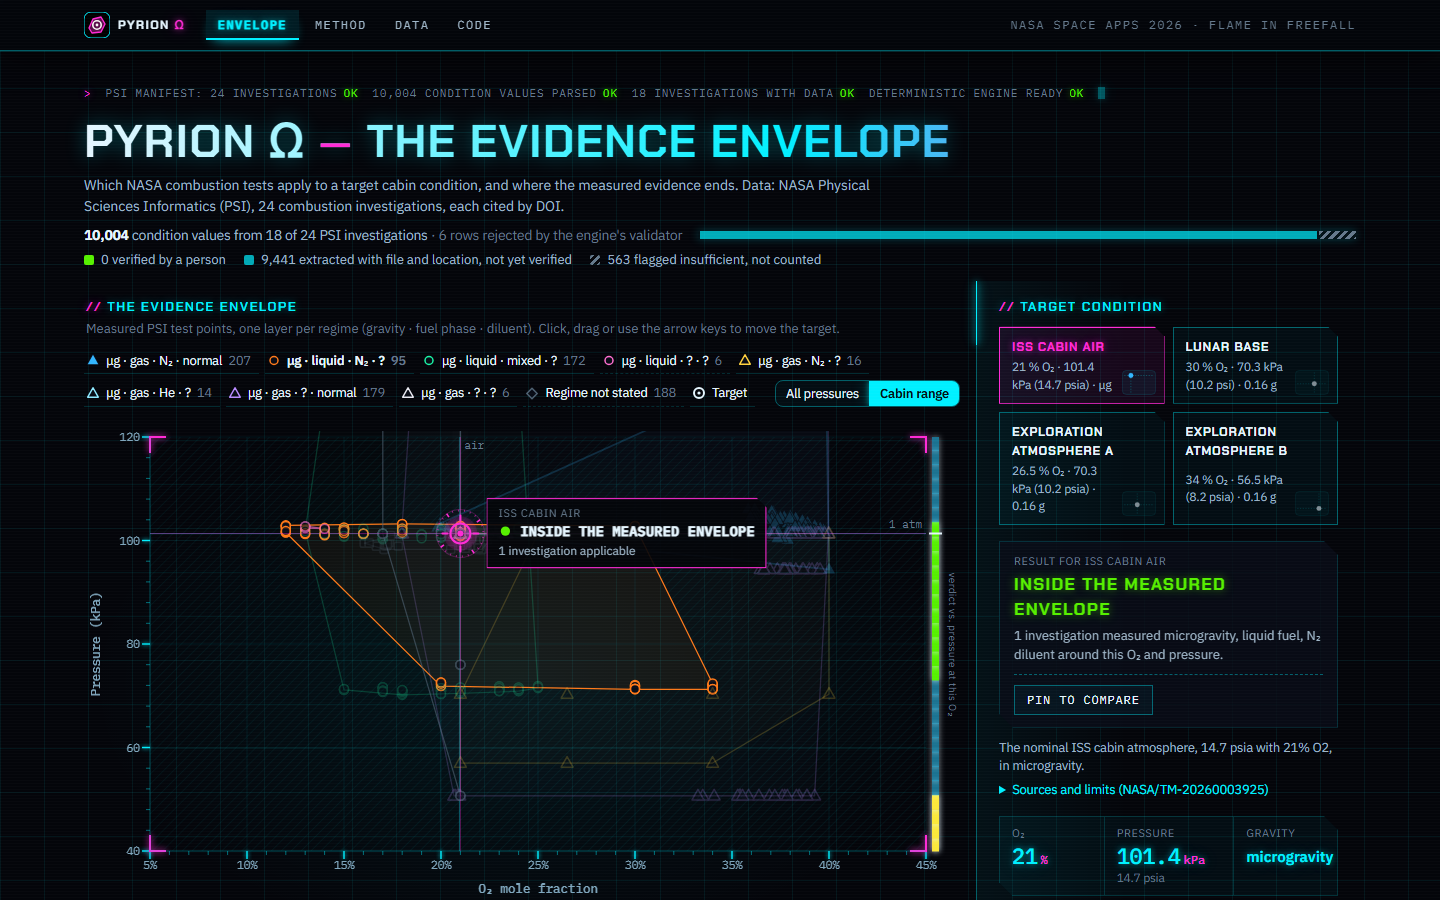 PYRION Ω
ENVELOPE
METHOD
DATA
CODE
NASA SPACE APPS 2026 · FLAME IN FREEFALL
> PSI MANIFEST: 24 INVESTIGATIONS OK 10,004 CONDITION VALUES PARSED OK 18 INVESTIGATIONS WITH DATA OK DETERMINISTIC ENGINE READY OK
PYRION Ω — THE EVIDENCE ENVELOPE
Which NASA combustion tests apply to a target cabin condition, and where the measured evidence ends. Data: NASA Physical
Sciences Informatics (PSI), 24 combustion investigations, each cited by DOI.
10,004 condition values from 18 of 24 PSI investigations · 6 rows rejected by the engine's validator
0 verified by a person
9,441 extracted with file and location, not yet verified
563 flagged insufficient, not counted
// THE EVIDENCE ENVELOPE
Measured PSI test points, one layer per regime (gravity · fuel phase · diluent). Click, drag or use the arrow keys to move the target.
µg · gas · N₂ · normal 207
µg · liquid · N₂ · ? 95
µg · liquid · mixed · ? 172
µg · liquid · ? · ? 6
µg · gas · N₂ · ? 16
µg · gas · He · ? 14
µg · gas · ? · normal 179
µg · gas · ? · ? 6
Regime not stated 188
Target
All pressures
Cabin range
120
100
80
60
40
Pressure (kPa)
air
1 atm
ISS CABIN AIR
INSIDE THE MEASURED ENVELOPE
1 investigation applicable
verdict vs. pressure at this O₂
5%
10%
15%
20%
25%
30%
35%
40%
45%
O₂ mole fraction
// TARGET CONDITION
ISS CABIN AIR
21 % O₂ · 101.4
kPa (14.7 psia) · µg
LUNAR BASE
30 % O₂ · 70.3 kPa
(10.2 psi) · 0.16 g
EXPLORATION
ATMOSPHERE A
26.5 % O₂ · 70.3
kPa (10.2 psia) ·
0.16 g
EXPLORATION
ATMOSPHERE B
34 % O₂ · 56.5 kPa
(8.2 psia) · 0.16 g
RESULT FOR ISS CABIN AIR
INSIDE THE MEASURED
ENVELOPE
1 investigation measured microgravity, liquid fuel, N₂
diluent around this O₂ and pressure.
PIN TO COMPARE
The nominal ISS cabin atmosphere, 14.7 psia with 21% O2,
in microgravity.
Sources and limits (NASA/TM-20260003925)
O₂
21%
PRESSURE
101.4 kPa
14.7 psia
GRAVITY
microgravity